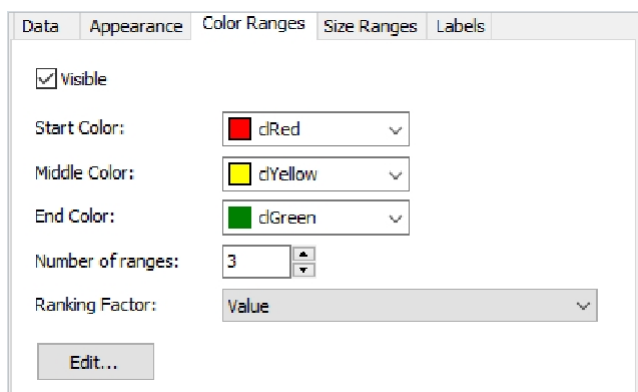 Data Appearance Color Ranges Size Ranges Labels
Visible
Start Color: clRed
Middle Color: clYellow
End Color: clGreen
Number of ranges: 3
Ranking Factor: Value
Edit...